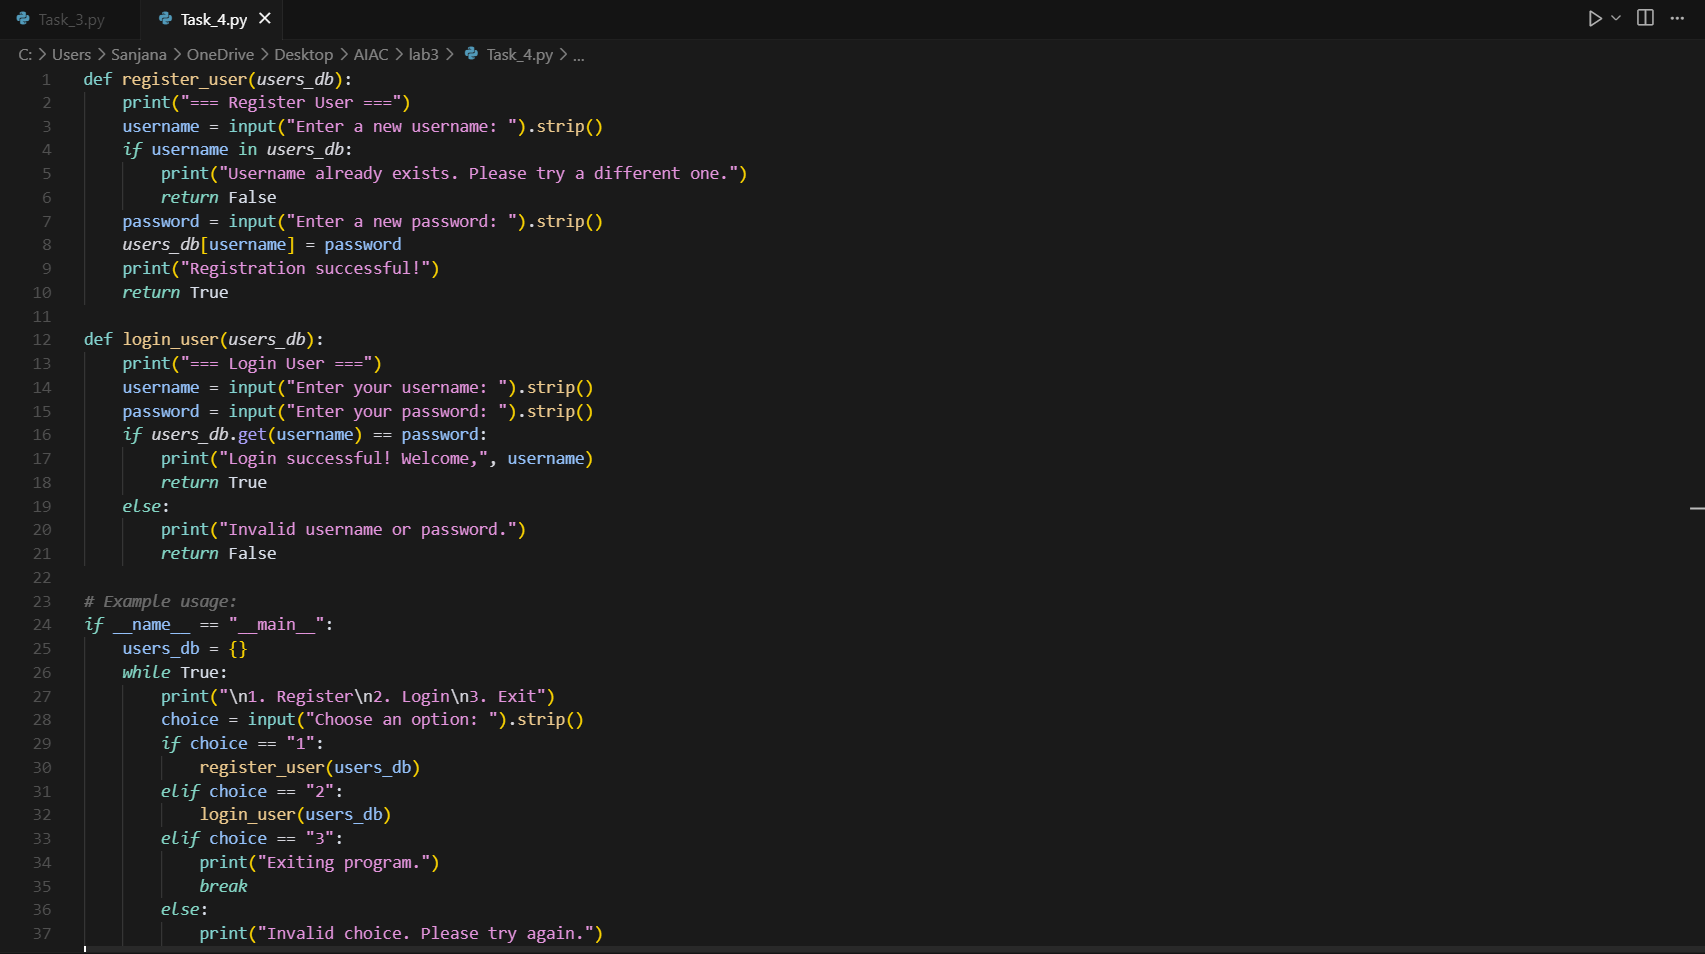 Task_3.py Task_4.py
C: > Users > Sanjana > OneDrive > Desktop > AIAC > lab3 > Task_4.py > ...
1 def register_user(users_db):
2     print("=== Register User ===")
3     username = input("Enter a new username: ").strip()
4     if username in users_db:
5         print("Username already exists. Please try a different one.")
6         return False
7     password = input("Enter a new password: ").strip()
8     users_db[username] = password
9     print("Registration successful!")
10     return True
11
12 def login_user(users_db):
13     print("=== Login User ===")
14     username = input("Enter your username: ").strip()
15     password = input("Enter your password: ").strip()
16     if users_db.get(username) == password:
17         print("Login successful! Welcome,", username)
18         return True
19     else:
20         print("Invalid username or password.")
21         return False
22
23 # Example usage:
24 if __name__ == "__main__":
25     users_db = {}
26     while True:
27         print("\n1. Register\n2. Login\n3. Exit")
28         choice = input("Choose an option: ").strip()
29         if choice == "1":
30             register_user(users_db)
31         elif choice == "2":
32             login_user(users_db)
33         elif choice == "3":
34             print("Exiting program.")
35             break
36         else:
37             print("Invalid choice. Please try again.")